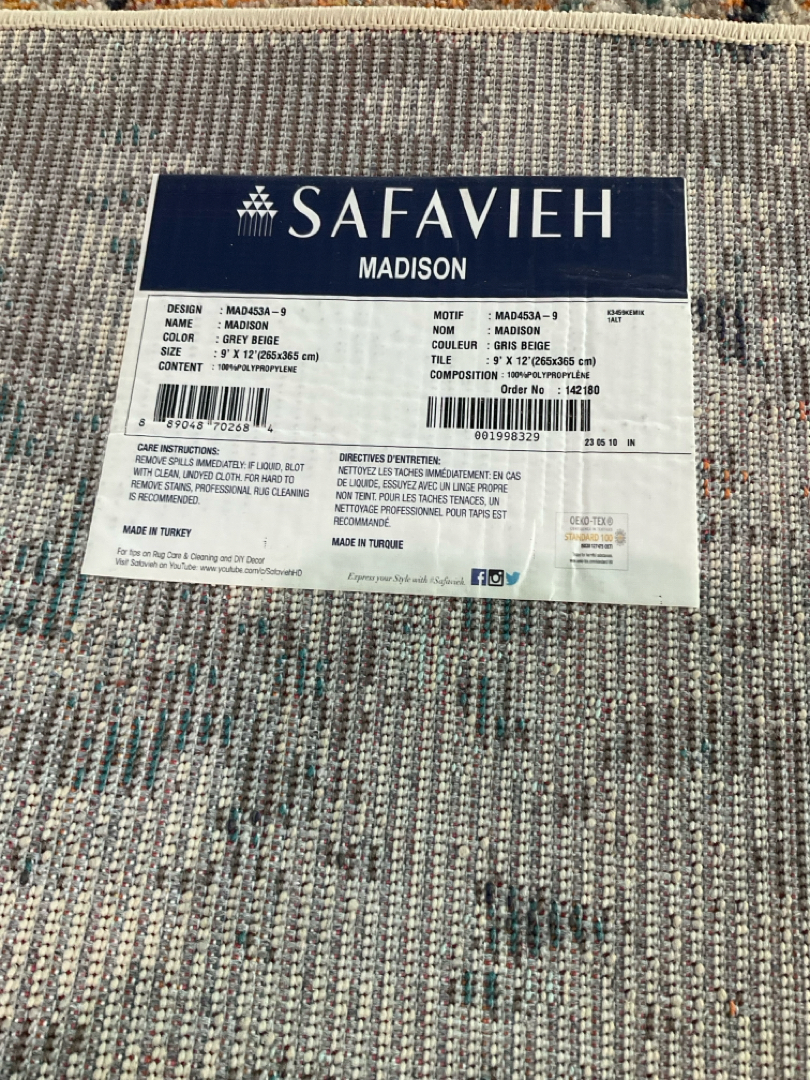 SAFAVIEH
MADISON
DESIGN : MAD453A-9
NAME : MADISON
COLOR : GREY BEIGE
SIZE : 9' X 12'(265x365 cm)
CONTENT : 100%POLYPROPYLENE
8 89048 70268 4
MOTIF : MAD453A-9
NOM : MADISON
COULEUR : GRIS BEIGE
TILE : 9' X 12'(265x365 cm)
COMPOSITION : 100%POLYPROPYLÈNE
Order No : 142180
1ALT
001998329
23 05 10 IN
CARE INSTRUCTIONS:
REMOVE SPILLS IMMEDIATELY: IF LIQUID, BLOT
WITH CLEAN, UNDYED CLOTH. FOR HARD TO
REMOVE STAINS, PROFESSIONAL RUG CLEANING
IS RECOMMENDED.
MADE IN TURKEY
For tips on Rug Care & Cleaning and DIY Decor
Visit Safavieh on YouTube: www.youtube.com/c/SafaviehHD
DIRECTIVES D'ENTRETIEN:
NETTOYEZ LES TACHES IMMÉDIATEMENT: EN CAS
DE LIQUIDE, ESSUYEZ AVEC UN LINGE PROPRE
NON TEINT. POUR LES TACHES TENACES, UN
NETTOYAGE PROFESSIONNEL POUR TAPIS EST
RECOMMANDÉ.
MADE IN TURQUIE
Express your Style with #Safavieh.
OEKO-TEX®
STANDARD 100